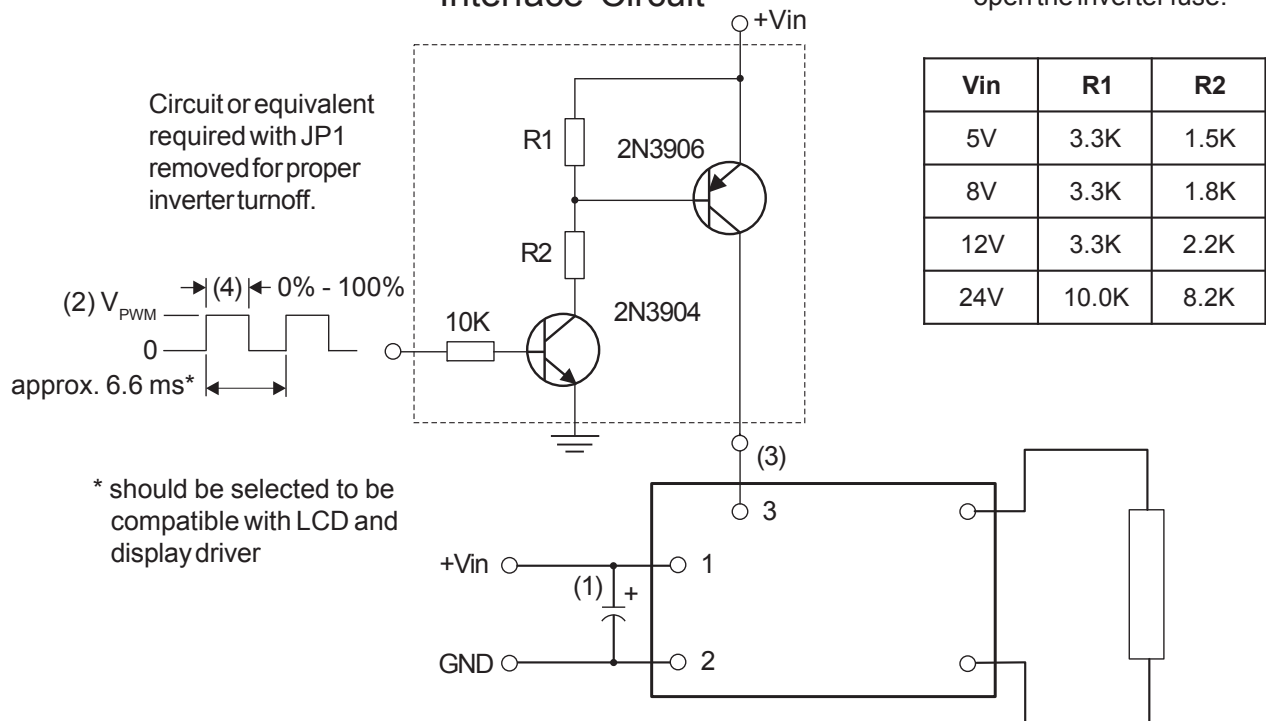 Interface Circuit
open the inverter fuse.
+Vin
Circuit or equivalent
required with JP1
removed for proper
inverter turnoff.
R1
2N3906
R2
2N3904
10K
(2) VPWM
(4)
0% - 100%
0
approx. 6.6 ms*
* should be selected to be
compatible with LCD and
display driver
Vin R1 R2
5V 3.3K 1.5K
8V 3.3K 1.8K
12V 3.3K 2.2K
24V 10.0K 8.2K
(3)
3
+Vin
1
(1)
+
GND
2